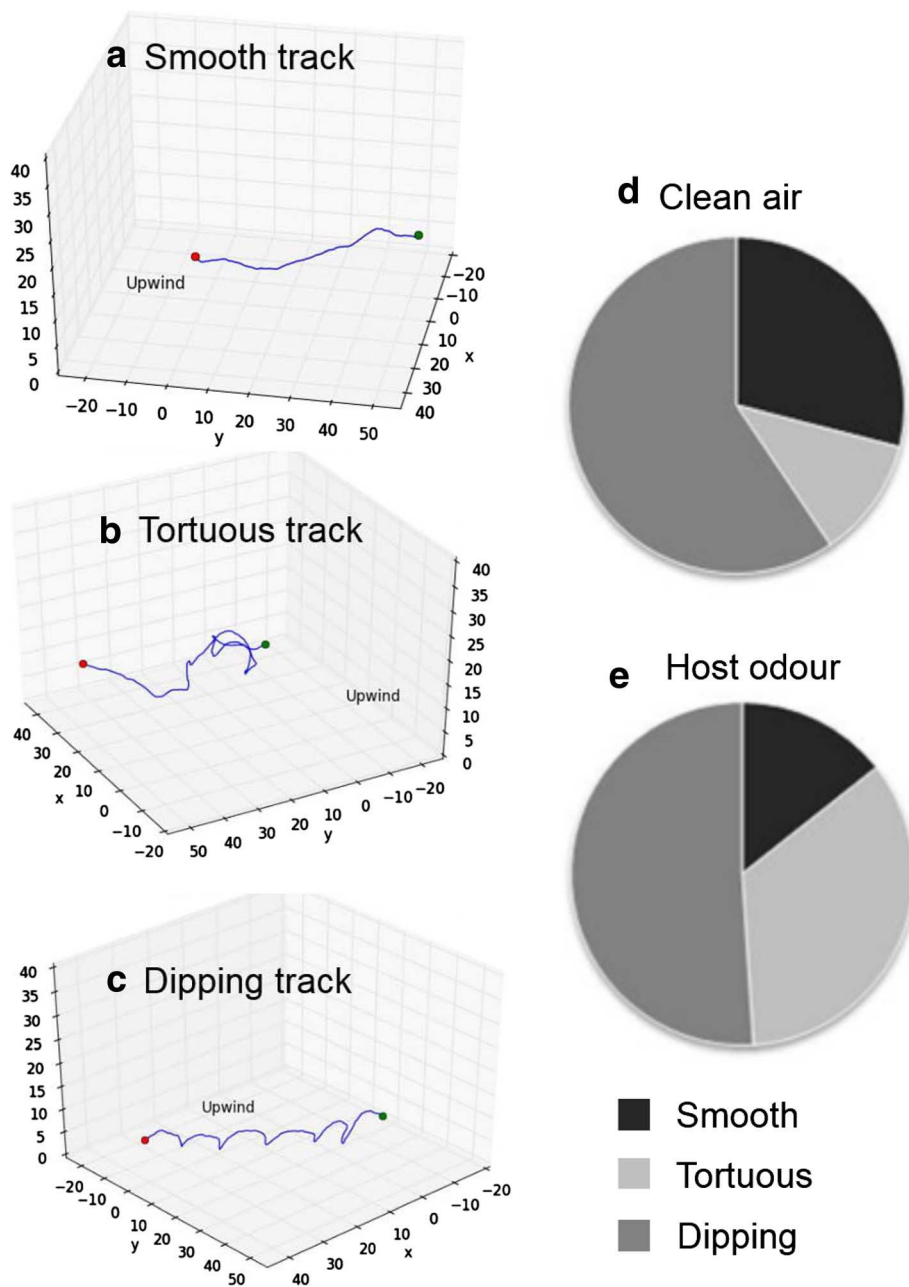 a Smooth track
40
35
30
25
20
15
10
5
0
Upwind
−20 −10 0 10 20 30 40 50
y
−20
−10
0
10
20
30
40
x
b Tortuous track
40
35
30
25
20
15
10
5
0
Upwind
40
30
20
10
0
−10
−20
x
50 40 30 20 10 0 −10 −20
y
c Dipping track
40
35
30
25
20
15
10
5
0
Upwind
−20
−10
0
10
20
30
40
50
y
40 30 20 10 0 −10 −20
x
d Clean air
e Host odour
Smooth
Tortuous
Dipping